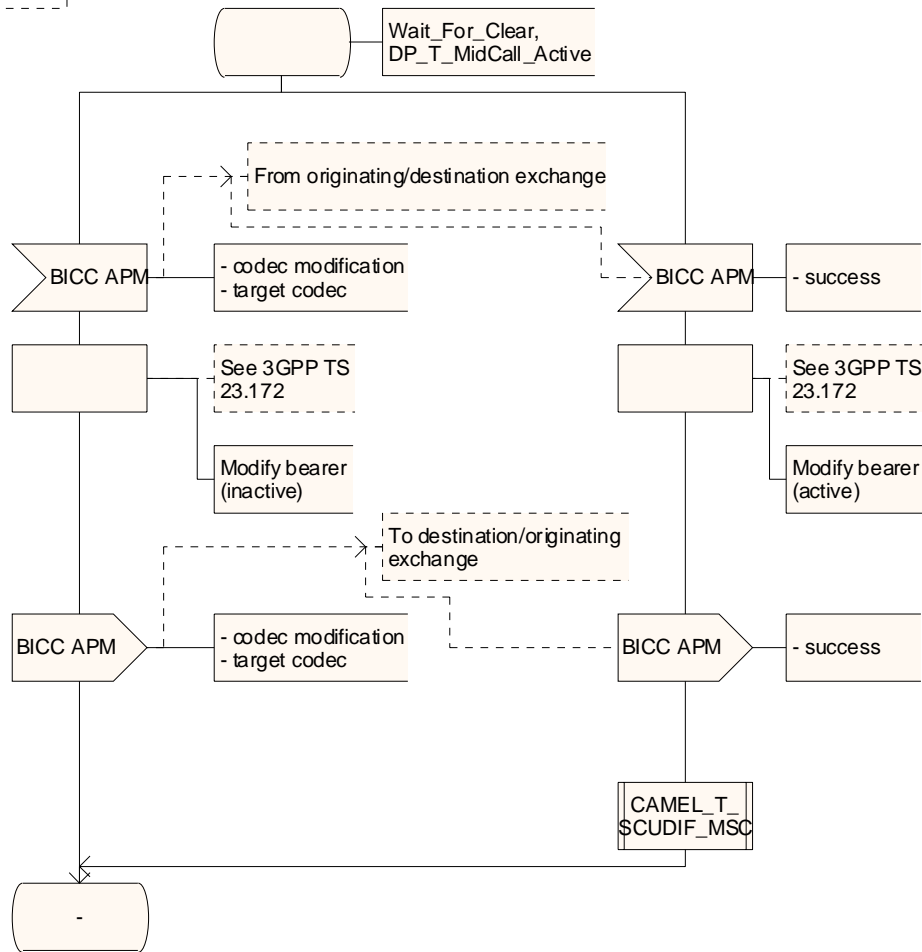 Wait_For_Clear,
DP_T_MidCall_Active
From originating/destination exchange
BICC APM
- codec modification
- target codec
BICC APM
- success
See 3GPP TS
23.172
See 3GPP TS
23.172
Modify bearer
(inactive)
Modify bearer
(active)
To destination/originating
exchange
BICC APM
- codec modification
- target codec
BICC APM
- success
CAMEL_T_
SCUDIF_MSC
-